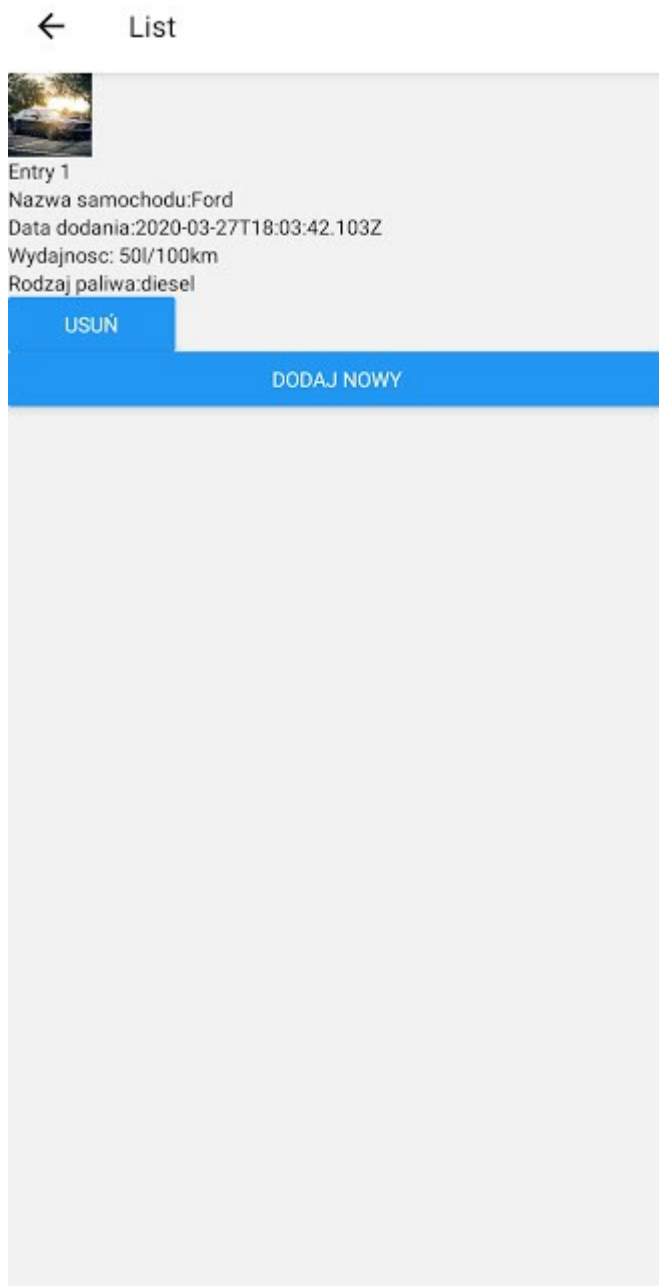 List
Entry 1
Nazwa samochodu:Ford
Data dodania:2020-03-27T18:03:42.103Z
Wydajnosc: 50l/100km
Rodzaj paliwa:diesel
USUŃ
DODAJ NOWY